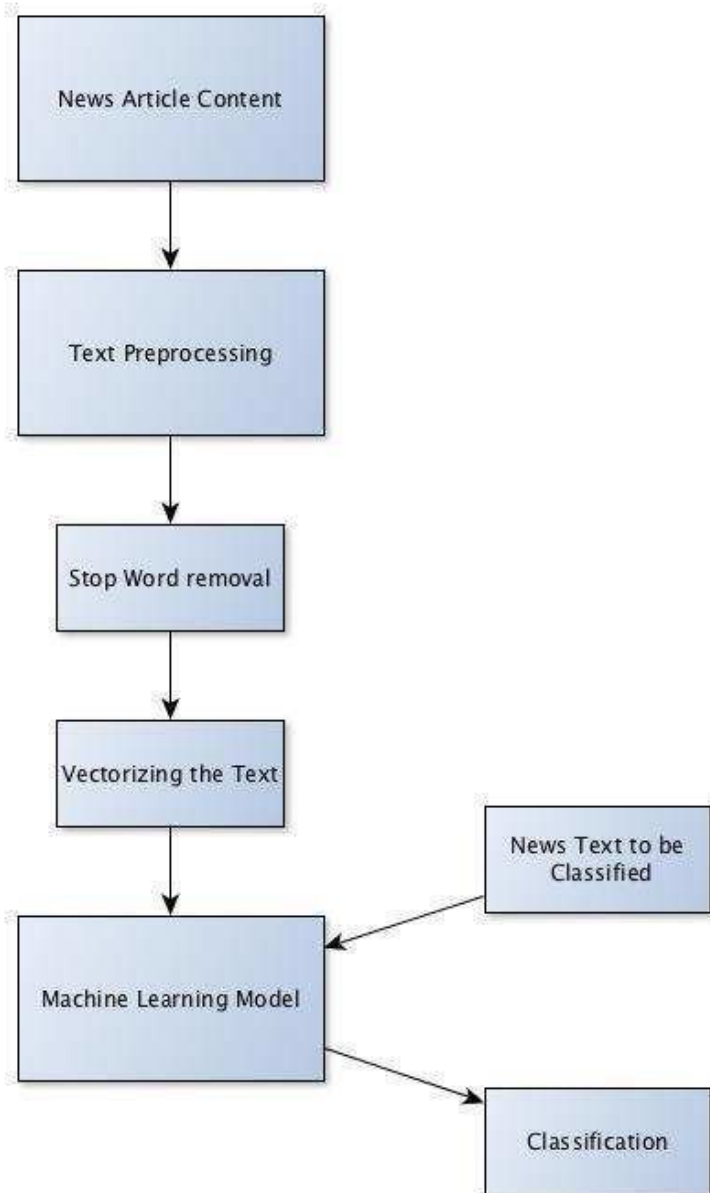 News Article Content
Text Preprocessing
Stop Word removal
Vectorizing the Text
News Text to be
Classified
Machine Learning Model
Classification